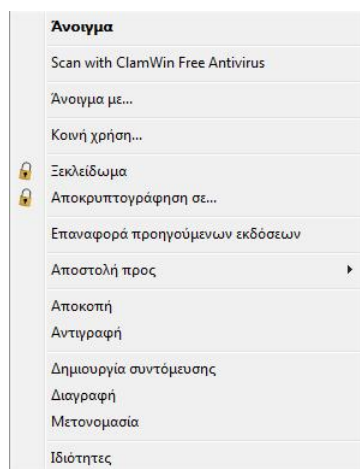 Άνοιγμα
Scan with ClamWin Free Antivirus
Άνοιγμα με...
Κοινή χρήση...
Ξεκλείδωμα
Αποκρυπτογράφηση σε...
Επαναφορά προηγούμενων εκδόσεων
Αποστολή προς
Αποκοπή
Αντιγραφή
Δημιουργία συντόμευσης
Διαγραφή
Μετονομασία
Ιδιότητες